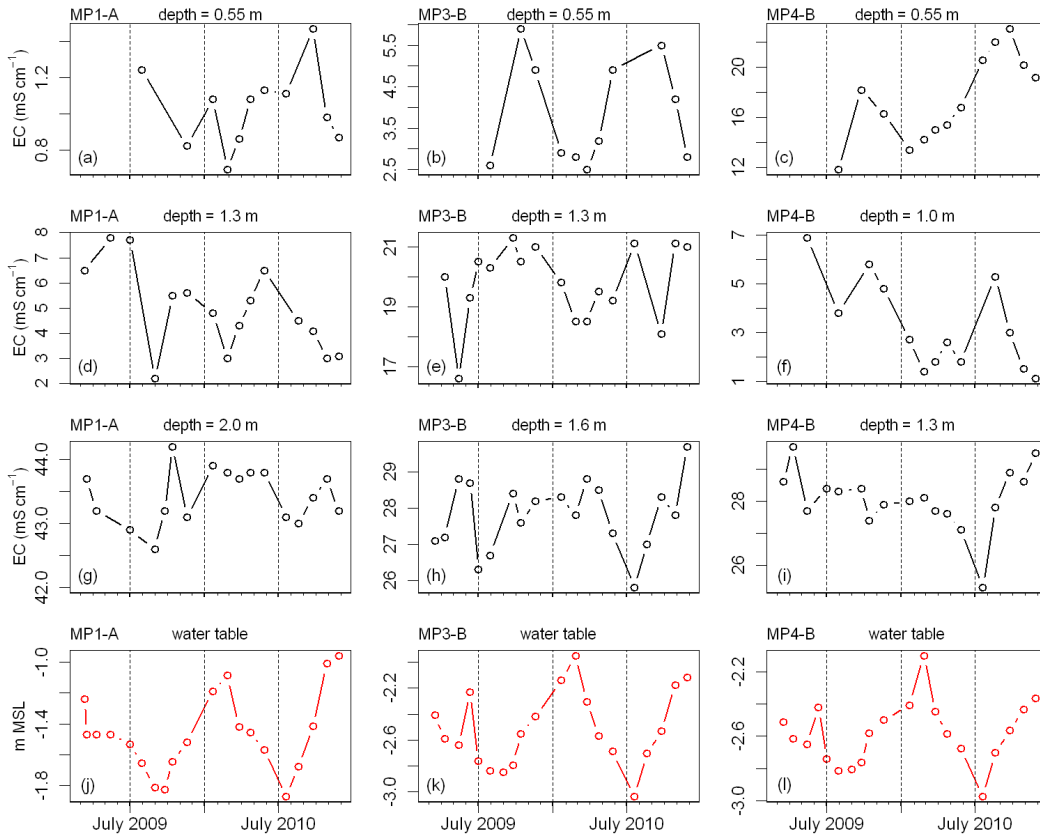 MP1-A depth = 0.55 m MP3-B depth = 0.55 m MP4-B depth = 0.55 m
EC (mS cm⁻¹) 0.8 1.2 (a)
2.5 3.5 4.5 5.5 (b)
12 16 20 (c)
MP1-A depth = 1.3 m MP3-B depth = 1.3 m MP4-B depth = 1.0 m
EC (mS cm⁻¹) 2 3 4 5 6 7 8 (d)
17 19 21 (e)
1 3 5 7 (f)
MP1-A depth = 2.0 m MP3-B depth = 1.6 m MP4-B depth = 1.3 m
EC (mS cm⁻¹) 42.0 43.0 44.0 (g)
26 27 28 29 (h)
26 28 (i)
MP1-A water table MP3-B water table MP4-B water table
m MSL -1.8 -1.4 -1.0 (j)
-3.0 -2.6 -2.2 (k)
-3.0 -2.6 -2.2 (l)
July 2009 July 2010 July 2009 July 2010 July 2009 July 2010